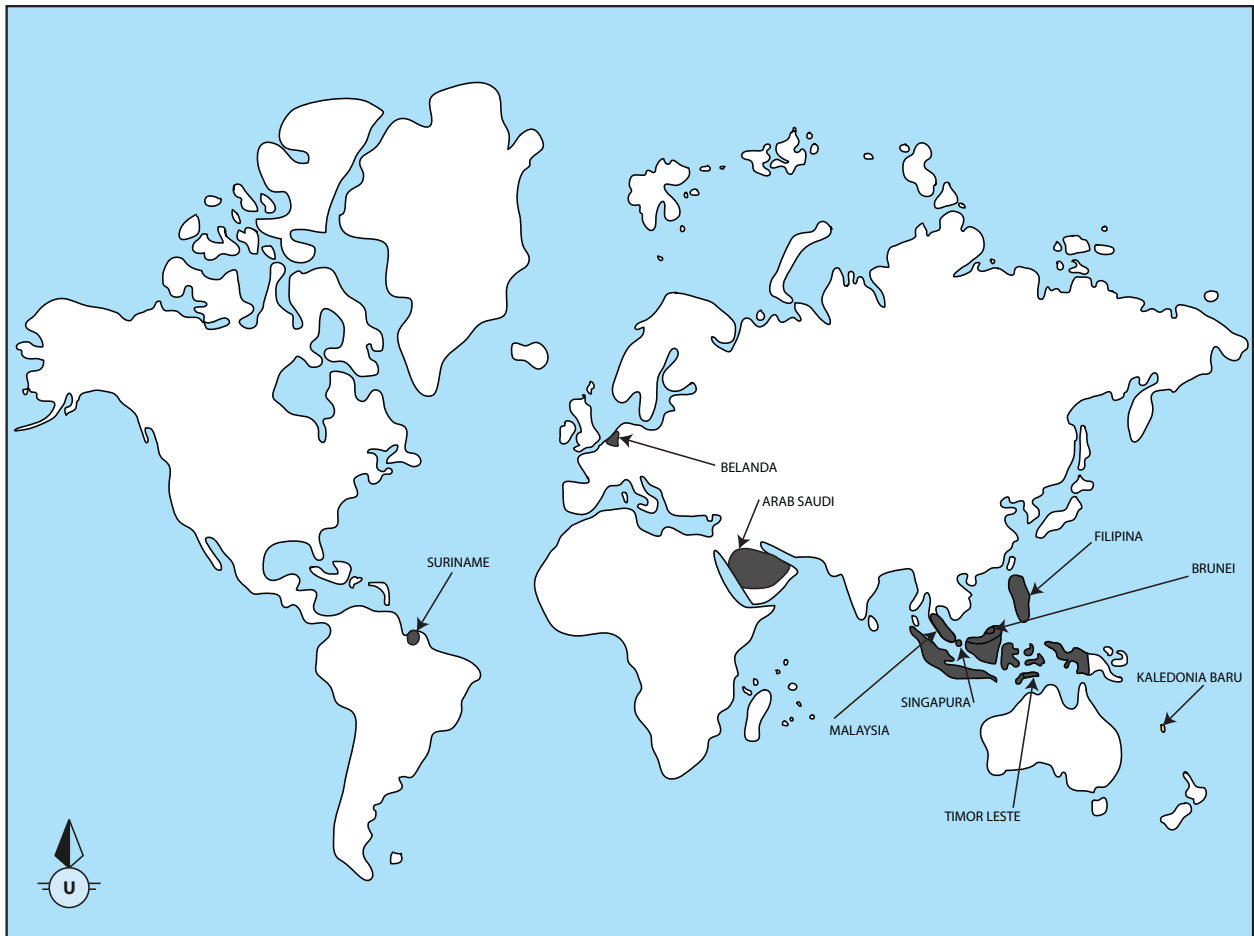 BELANDA
ARAB SAUDI
FILIPINA
SURINAME
BRUNEI
KALEDONIA BARU
SINGAPURA
MALAYSIA
TIMOR LESTE
U